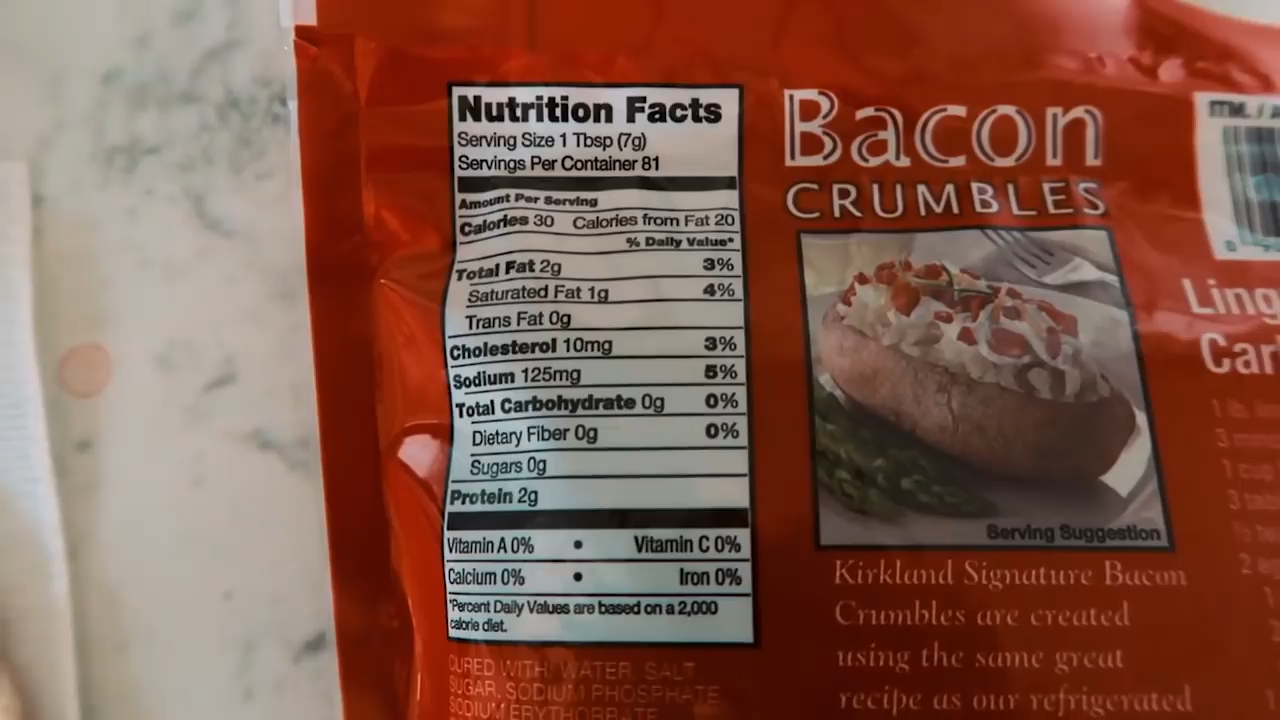 Nutrition Facts
Serving Size 1 Tbsp (7g)
Servings Per Container 81
Amount Per Serving
Calories 30 Calories from Fat 20
% Daily Value*
Total Fat 2g 3%
Saturated Fat 1g 4%
Trans Fat 0g
Cholesterol 10mg 3%
Sodium 125mg 5%
Total Carbohydrate 0g 0%
Dietary Fiber 0g 0%
Sugars 0g
Protein 2g
Vitamin A 0% • Vitamin C 0%
Calcium 0% • Iron 0%
*Percent Daily Values are based on a 2,000
calorie diet.
CURED WITH: WATER, SALT
SUGAR, SODIUM PHOSPHATE
SODIUM
Bacon
CRUMBLES
Serving Suggestion
Kirkland Signature Bacon
Crumbles are created
using the same great
recipe as our refrigerated
ITM. /
Ling
Car
1 cup